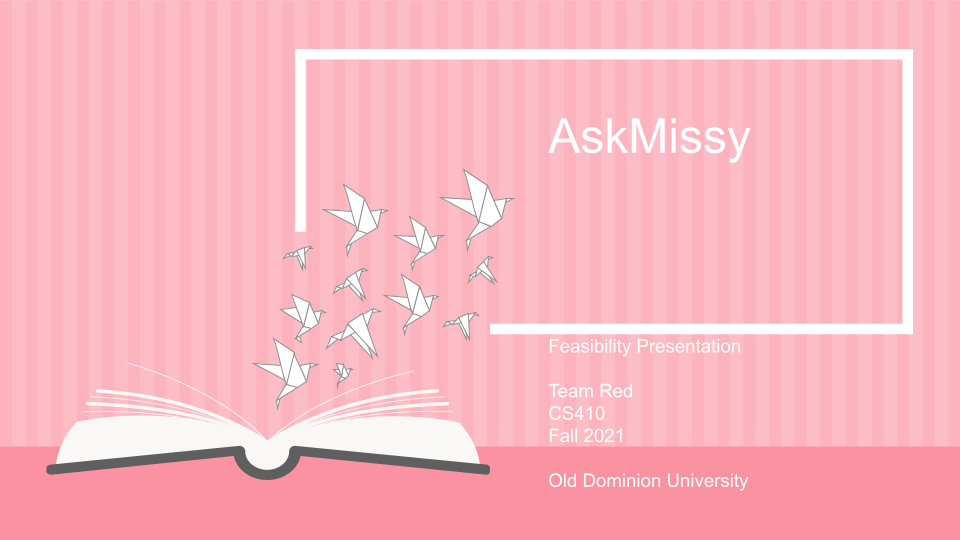 AskMissy
Feasibility Presentation
Team Red
CS410
Fall 2021
Old Dominion University